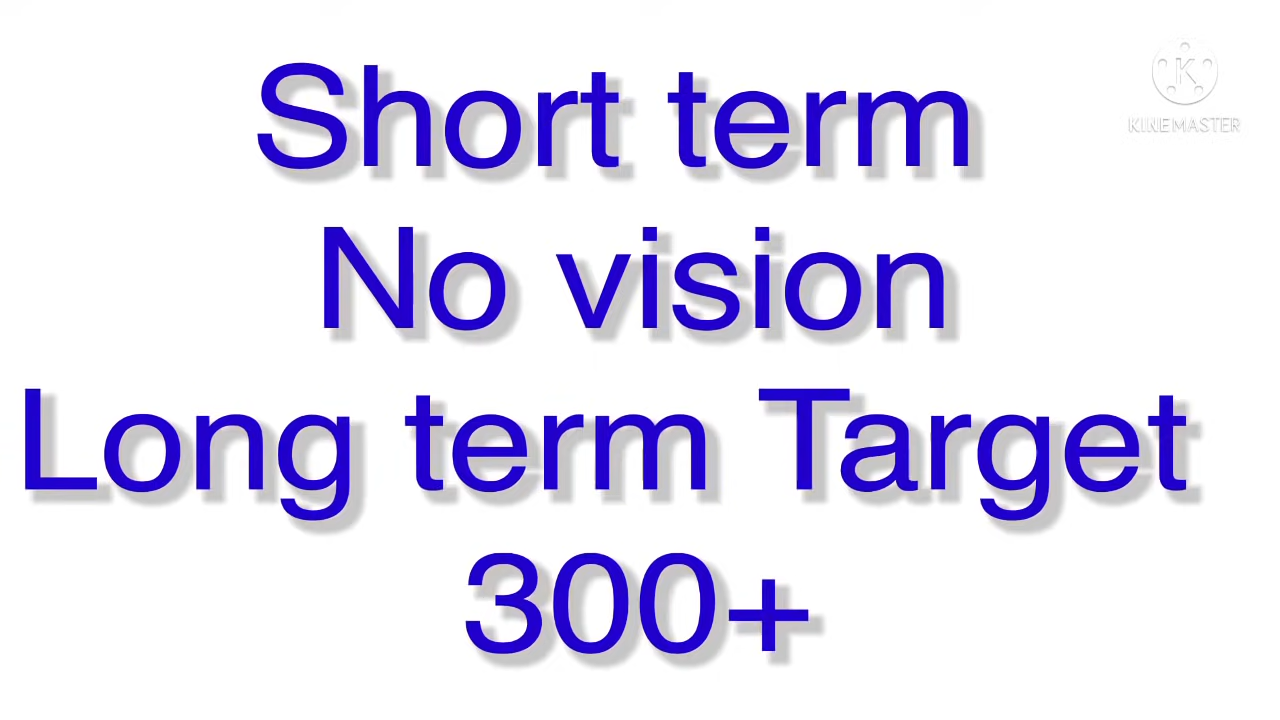 Short term
KINEMASTER
No vision
Long term Target
300+